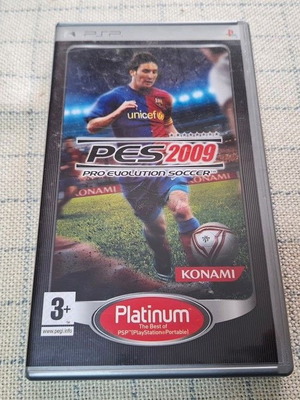 PSP
unicef
PES2009
PRO EVOLUTION SOCCER
KONAMI
KONAMI
KONAMI
3+
www.pegi.info
Platinum
The Best of
PSP™(PlayStation®Portable)